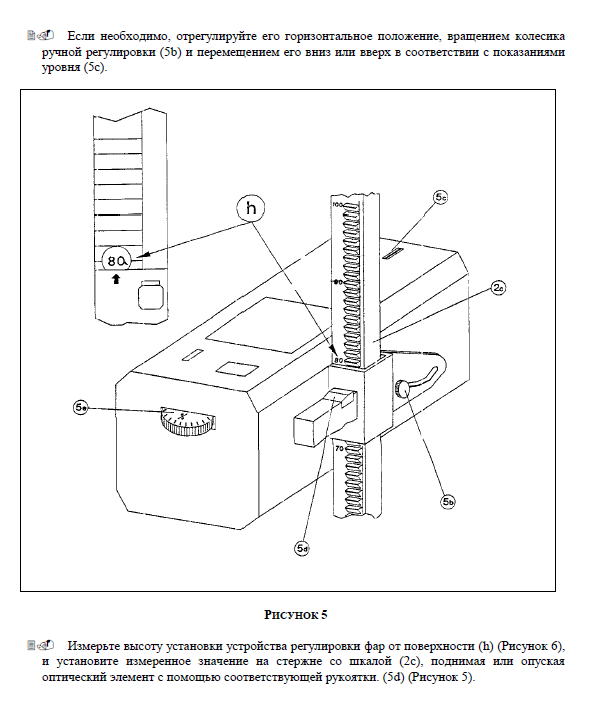 Если необходимо, отрегулируйте его горизонтальное положение, вращением колесика
ручной регулировки (5b) и перемещением его вниз или вверх в соответствии с показаниями
уровня (5c).
h
80
100
5c
90
2c
80
5e
70
5b
5d
РИСУНОК 5
Измерьте высоту установки устройства регулировки фар от поверхности (h) (Рисунок 6),
и установите измеренное значение на стержне со шкалой (2c), поднимая или опуская
оптический элемент с помощью соответствующей рукоятки. (5d) (Рисунок 5).